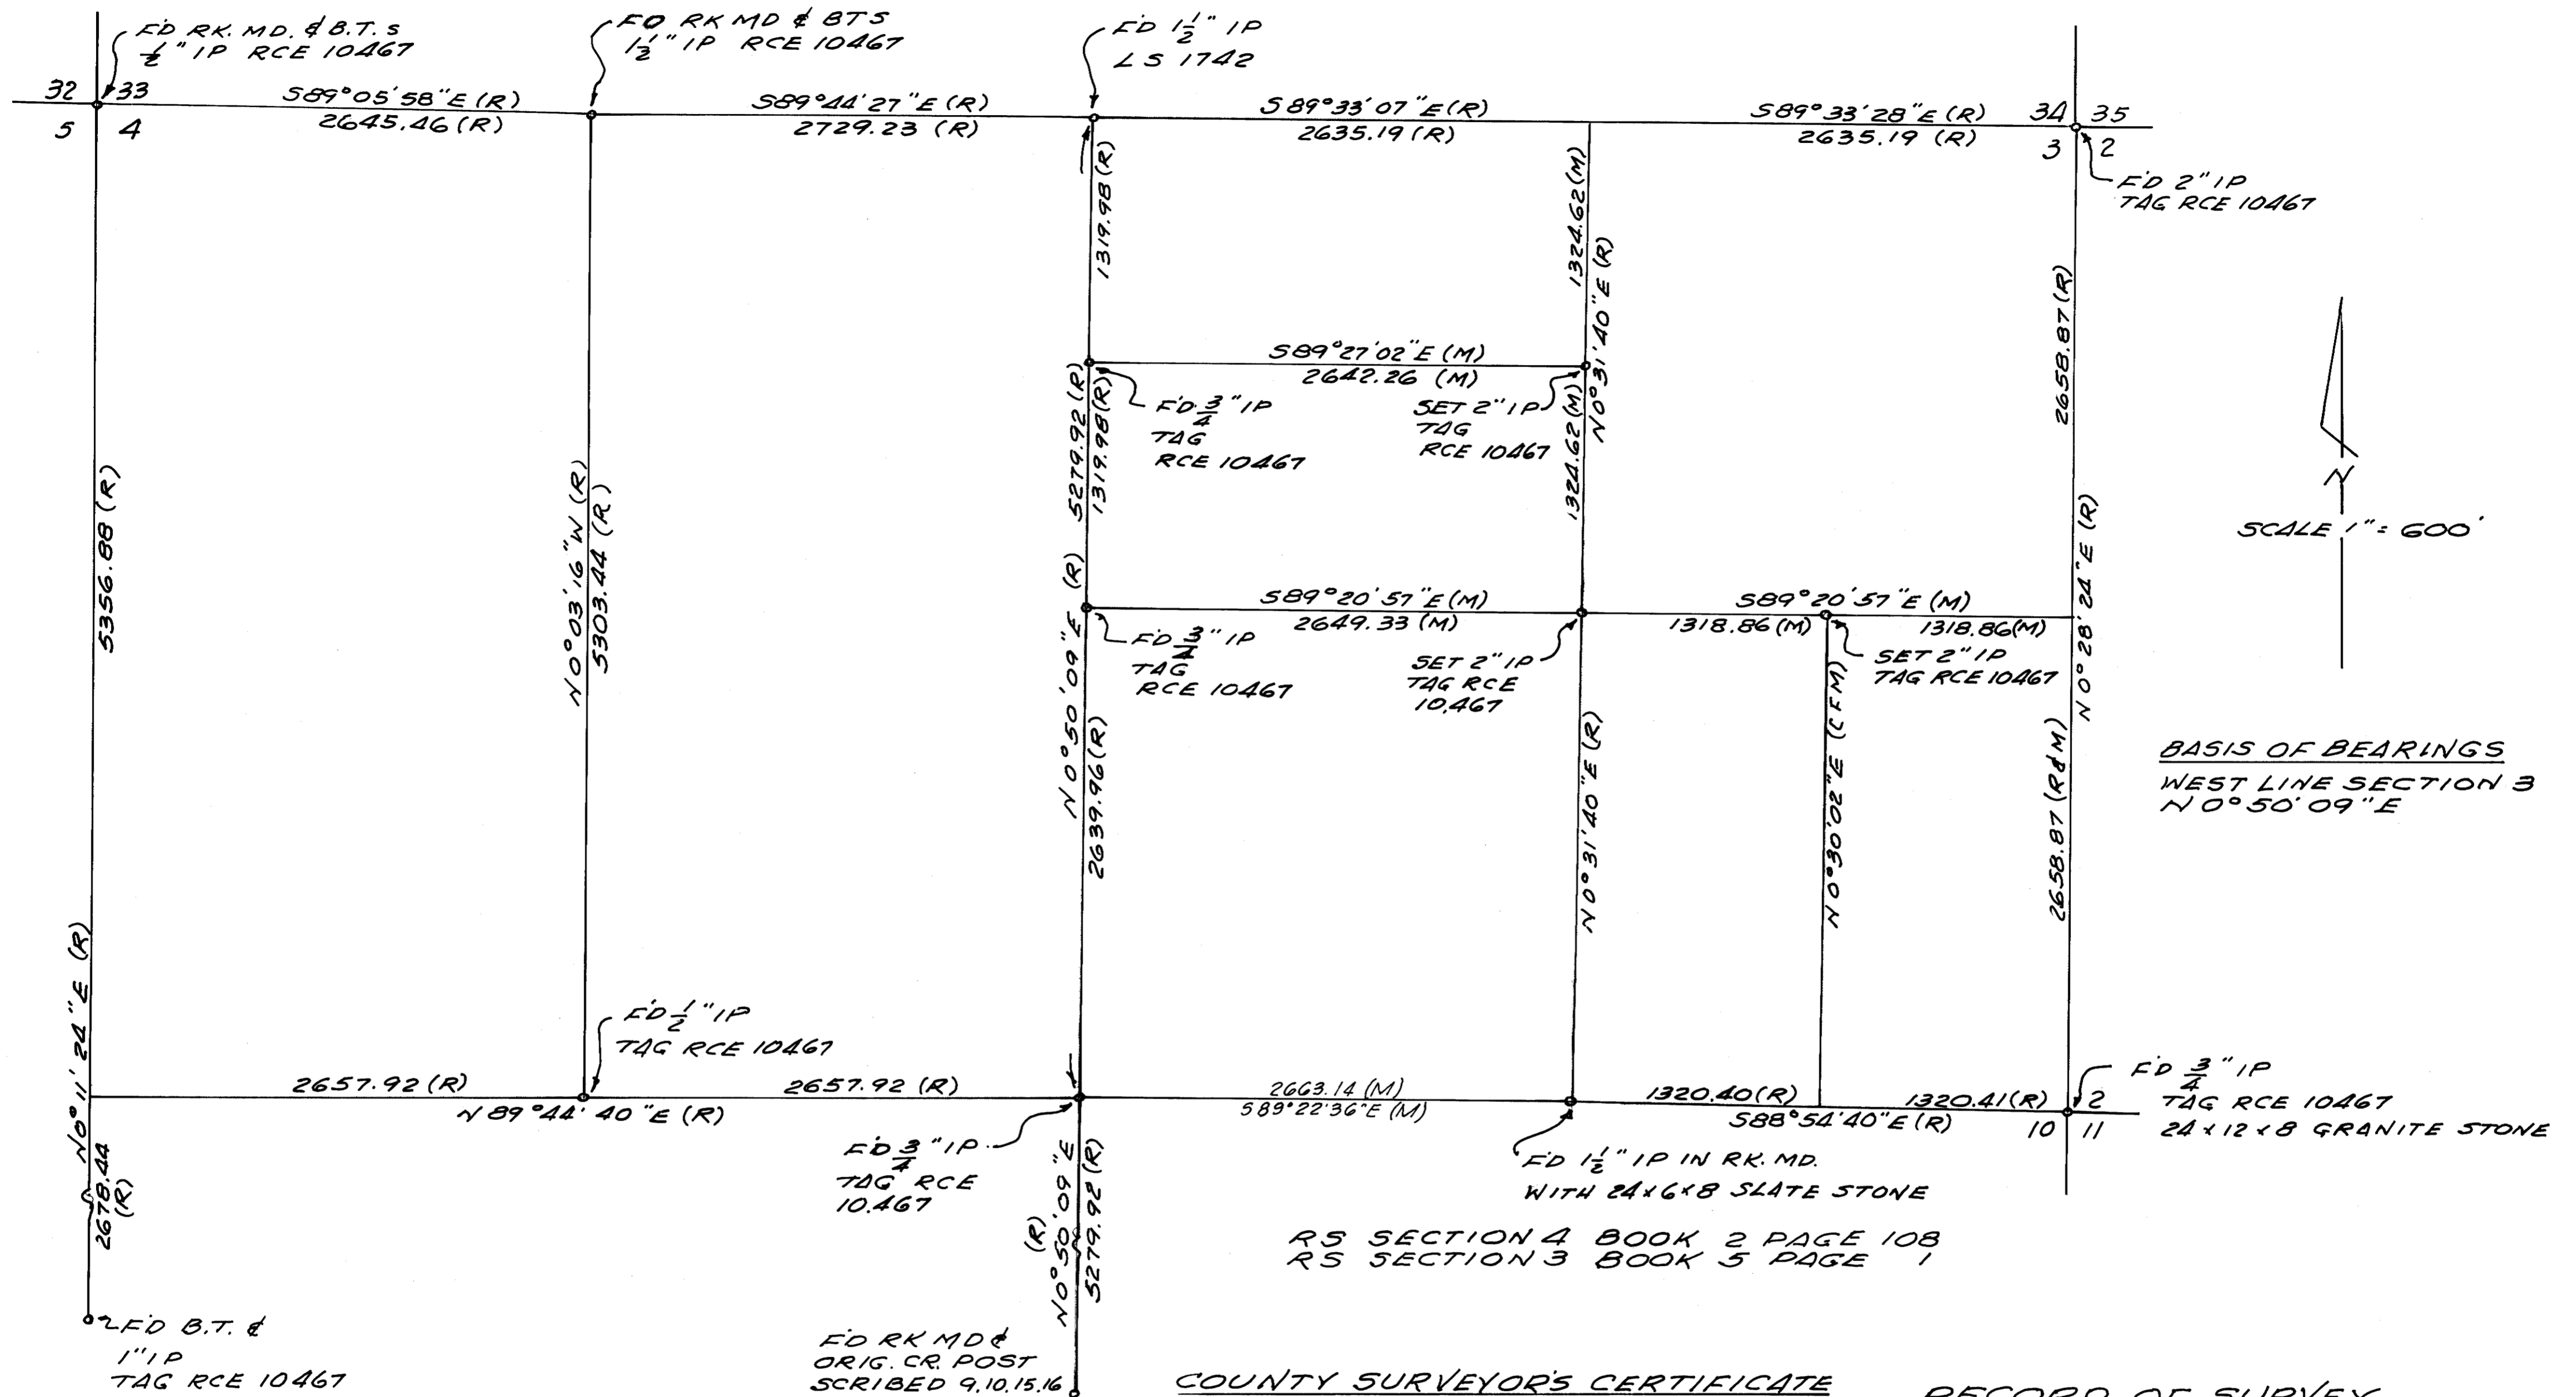 F'D RK. MD. & B.T.S
½" IP RCE 10467
FD RK MD & BTS
1½" IP RCE 10467
F'D 1½" IP
LS 1742
32 33
5 4
S89°05'58"E (R)
2645.46 (R)
S89°44'27"E (R)
2729.23 (R)
S89°33'07"E (R)
2635.19 (R)
S89°33'28"E (R)
2635.19 (R)
34 35
3 2
F'D 2" IP
TAG RCE 10467
1319.98 (R)
1324.62 (M)
N0°31'40"E (R)
2658.87 (R)
S89°27'02"E (M)
2642.26 (M)
F'D ¾" IP
TAG
RCE 10467
SET 2" IP
TAG
RCE 10467
5279.92 (R)
1319.98 (R)
1324.62 (M)
5356.88 (R)
N0°03'16"W (R)
5303.44 (R)
SCALE 1"= 600'
N
N0°28'24"E (R)
S89°20'57"E (M)
2649.33 (M)
S89°20'57"E (M)
1318.86 (M)
1318.86 (M)
F'D ¾" IP
TAG
RCE 10467
SET 2" IP
TAG RCE
10,467
SET 2" IP
TAG RCE 10467
N0°50'09"E (R)
2639.96 (R)
N0°31'40"E (R)
N0°30'02"E (CFM)
2658.87 (R&M)
BASIS OF BEARINGS
WEST LINE SECTION 3
N0°50'09"E
N0°11'24"E (R)
F'D ½" IP
TAG RCE 10467
2657.92 (R)
2657.92 (R)
N89°44'40"E (R)
2663.14 (M)
S89°22'36"E (M)
1320.40 (R)
1320.41 (R)
S88°54'40"E (R)
2
10 11
F'D ¾" IP
TAG RCE 10467
24 x 12 x 8 GRANITE STONE
F'D ¾" IP
TAG RCE
10.467
F'D 1½" IP IN RK. MD.
WITH 24x6x8 SLATE STONE
2678.44
(R)
N0°50'09"E
(R)
5279.92 (R)
RS SECTION 4 BOOK 2 PAGE 108
RS SECTION 3 BOOK 5 PAGE 1
F'D B.T. &
1" IP
TAG RCE 10467
F'D RK MD &
ORIG. CR. POST
SCRIBED 9,10,15,16
COUNTY SURVEYOR'S CERTIFICATE
RECORD OF SURVEY